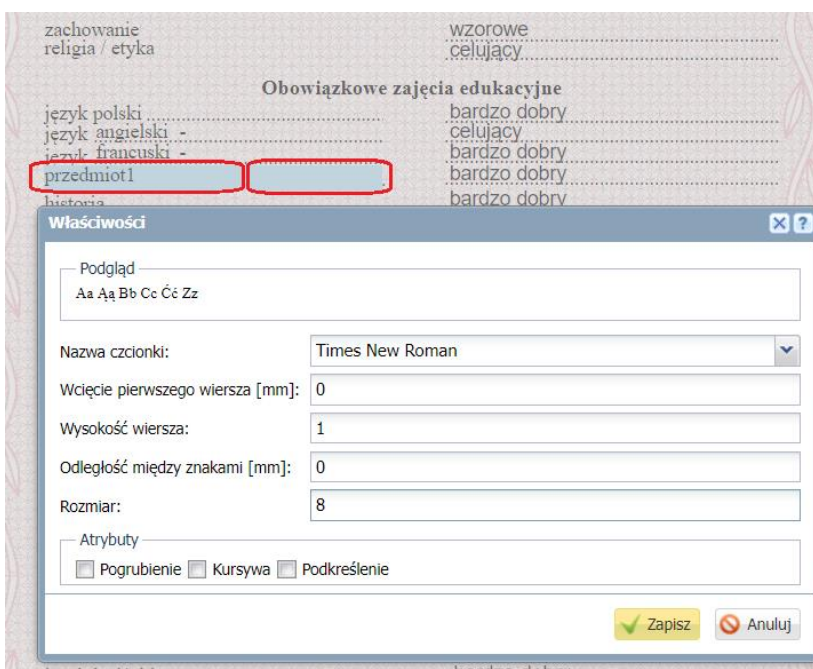 zachowanie wzorowe
religia / etyka celujący
Obowiązkowe zajęcia edukacyjne
język polski bardzo dobry
język angielski - celujący
język francuski - bardzo dobry
przedmiot1 bardzo dobry
historia bardzo dobry
Właściwości
Podgląd
Aa Ąą Bb Cc Ćć Zz
Nazwa czcionki: Times New Roman
Wcięcie pierwszego wiersza [mm]: 0
Wysokość wiersza: 1
Odległość między znakami [mm]: 0
Rozmiar: 8
Atrybuty
Pogrubienie Kursywa Podkreślenie
Zapisz Anuluj